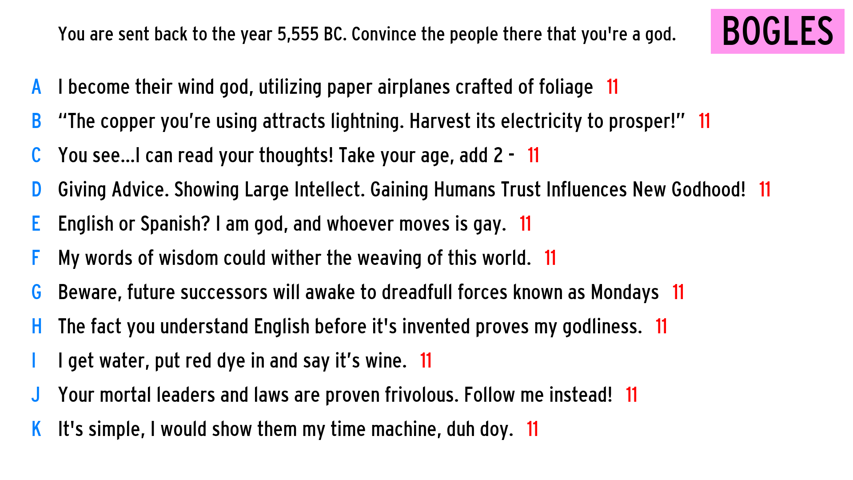 You are sent back to the year 5,555 BC. Convince the people there that you're a god.
BOGLES
A I become their wind god, utilizing paper airplanes crafted of foliage 11
B “The copper you’re using attracts lightning. Harvest its electricity to prosper!” 11
C You see...I can read your thoughts! Take your age, add 2 - 11
D Giving Advice. Showing Large Intellect. Gaining Humans Trust Influences New Godhood! 11
E English or Spanish? I am god, and whoever moves is gay. 11
F My words of wisdom could wither the weaving of this world. 11
G Beware, future successors will awake to dreadfull forces known as Mondays 11
H The fact you understand English before it's invented proves my godliness. 11
I I get water, put red dye in and say it’s wine. 11
J Your mortal leaders and laws are proven frivolous. Follow me instead! 11
K It's simple, I would show them my time machine, duh doy. 11